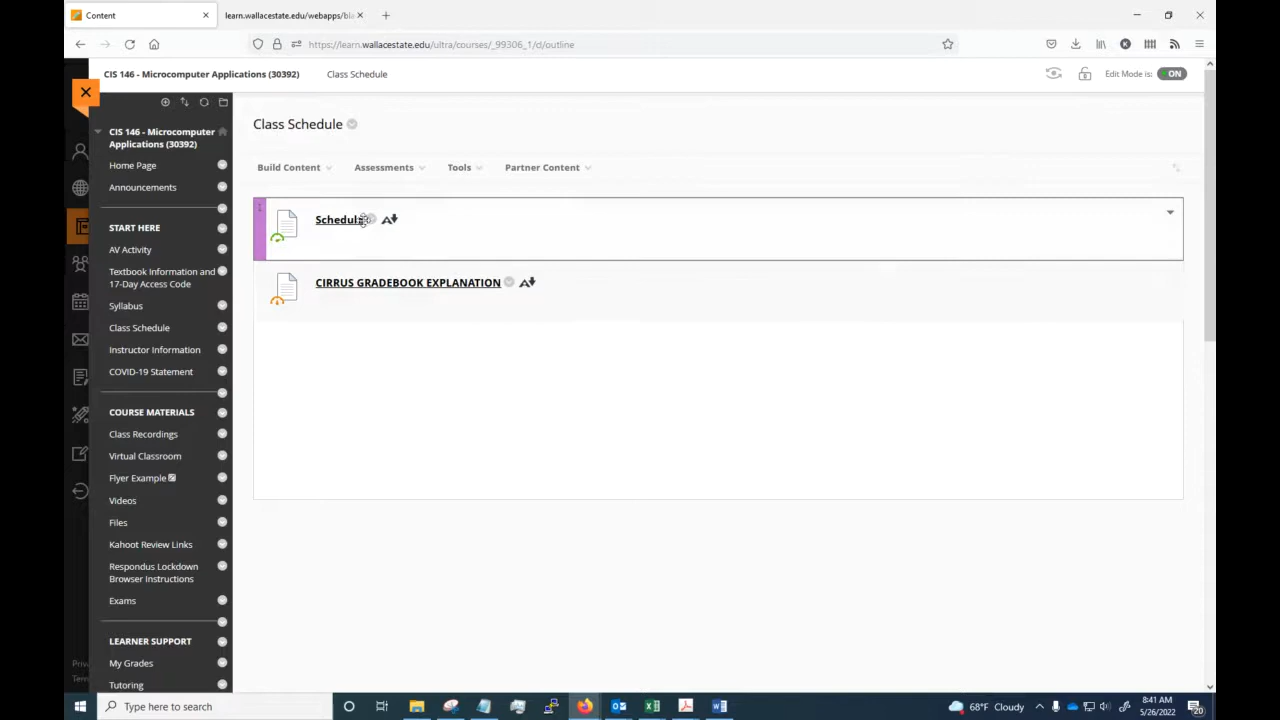 Content
learn.wallacestate.edu/webapps/bla
https://learn.wallacestate.edu/ultra/courses/_99306_1/cl/outline
CIS 146 - Microcomputer Applications (30392)
Class Schedule
Edit Mode is:
ON
CIS 146 - Microcomputer
Applications (30392)
Home Page
Announcements
START HERE
AV Activity
Textbook Information and
17-Day Access Code
Syllabus
Class Schedule
Instructor Information
COVID-19 Statement
COURSE MATERIALS
Class Recordings
Virtual Classroom
Flyer Example
Videos
Files
Kahoot Review Links
Respondus Lockdown
Browser Instructions
Exams
LEARNER SUPPORT
My Grades
Tutoring
Priv
Term
Class Schedule
Build Content
Assessments
Tools
Partner Content
Schedule
CIRRUS GRADEBOOK EXPLANATION
Type here to search
68°F Cloudy
8:41 AM
5/26/2022
20